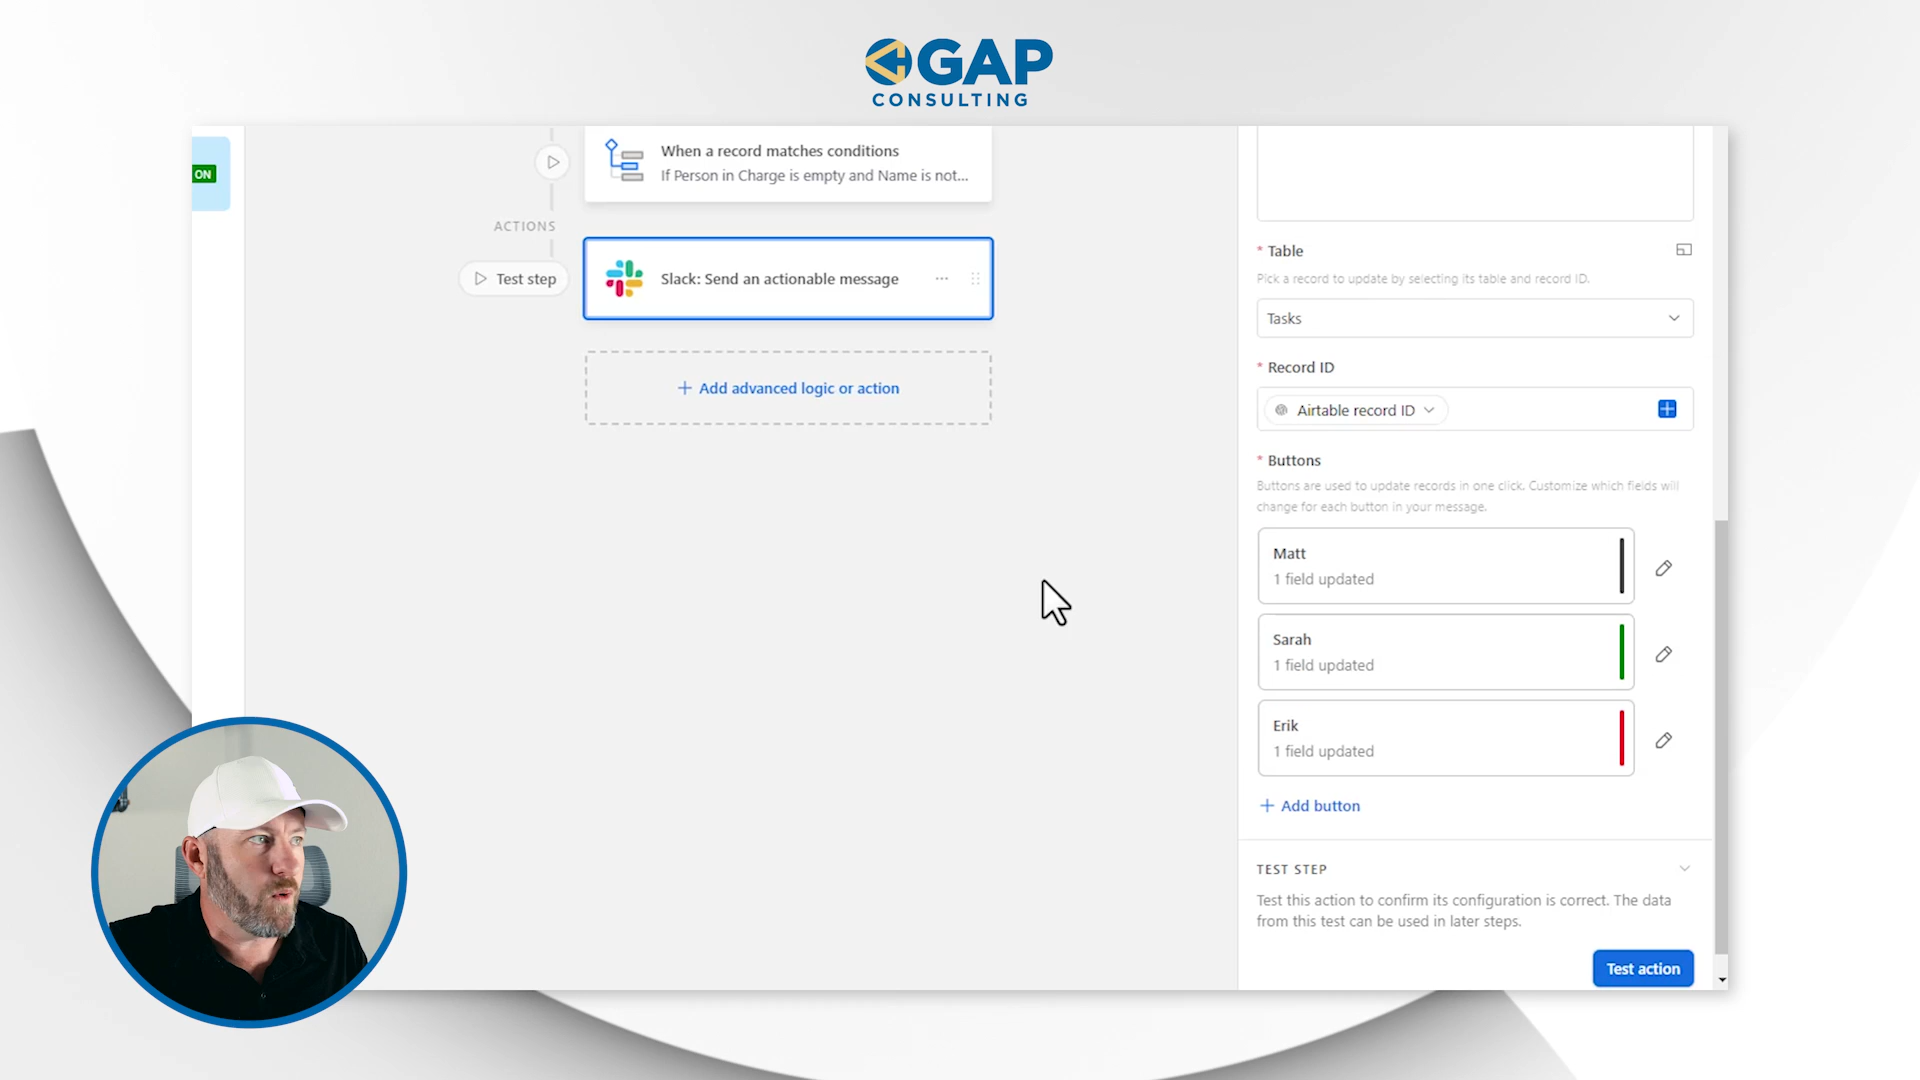 GAP
CONSULTING
ON
When a record matches conditions
If Person in Charge is empty and Name is not...
ACTIONS
Test step
Slack: Send an actionable message
+ Add advanced logic or action
* Table
Pick a record to update by selecting its table and record ID.
Tasks
* Record ID
Airtable record ID
* Buttons
Buttons are used to update records in one click. Customize which fields will
change for each button in your message.
Matt
1 field updated
Sarah
1 field updated
Erik
1 field updated
+ Add button
TEST STEP
Test this action to confirm its configuration is correct. The data
from this test can be used in later steps.
Test action